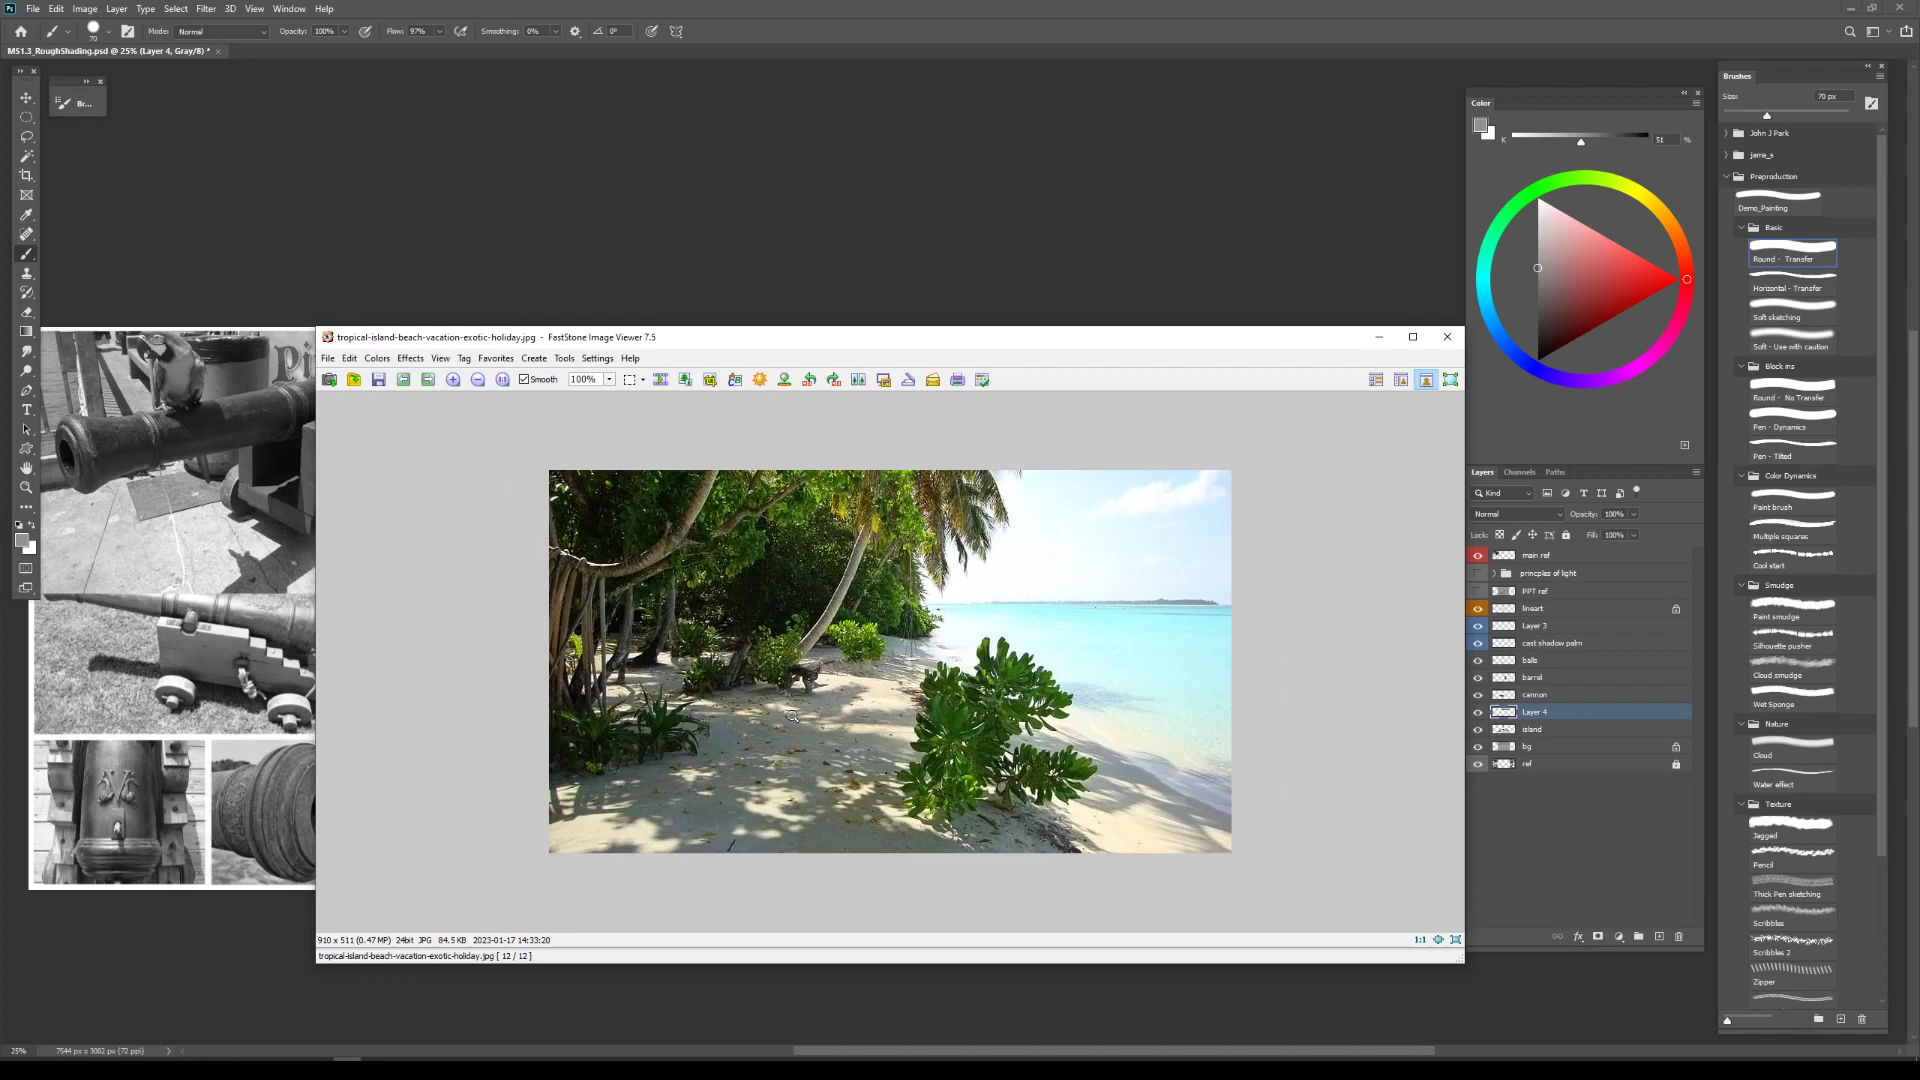 File Edit Image Layer Type Select Filter 3D View Window Help
70 Mode: Normal Opacity: 100% Flow: 97% Smoothing: 0% 0°
MS1.3_RoughShading.psd @ 25% (Layer 4, Gray/8) *
Br...
Color
K 51 %
Brushes
Size: 70 px
John J Park
jama_s
Preproduction
Demo_Painting
Basic
Round - Transfer
Horizontal - Transfer
Soft sketching
Soft - Use with caution
Block ins
Round - No Transfer
Pen - Dynamics
Pen - Tilted
Color Dynamics
Paint brush
Multiple squares
Cool start
Smudge
Paint smudge
Silhouette pusher
Cloud smudge
Wet Sponge
Nature
Cloud
Water effect
Texture
Jagged
Pencil
Thick Pen sketching
Scribbles
Scribbles 2
Zipper
tropical-island-beach-vacation-exotic-holiday.jpg - FastStone Image Viewer 7.5
File Edit Colors Effects View Tag Favorites Create Tools Settings Help
Smooth 100%
910 x 511 (0.47 MP) 24bit JPG 84.5 KB 2023-01-17 14:33:20 1:1
tropical-island-beach-vacation-exotic-holiday.jpg [ 12 / 12 ]
Layers Channels Paths
Kind
Normal Opacity: 100%
Lock: Fill: 100%
main ref
princples of light
PPT ref
lineart
Layer 3
cast shadow palm
balls
barrel
cannon
Layer 4
island
bg
ref
fx
25% 7544 px x 3002 px (72 ppi)